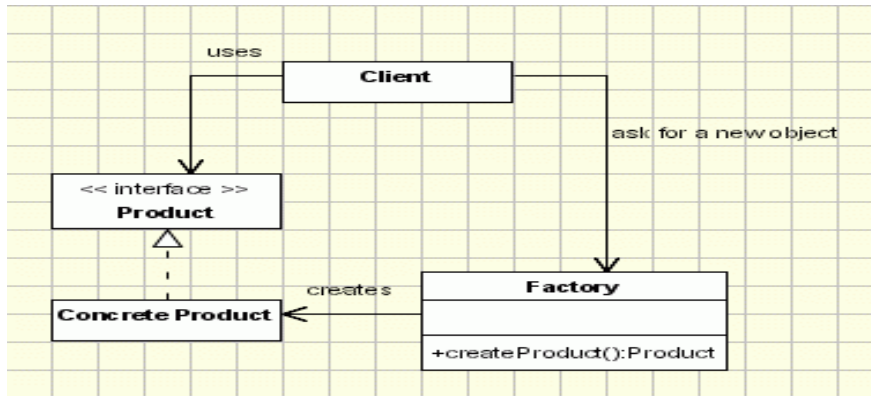 uses
Client
ask for a new object
<< interface >>
Product
creates
Factory
Concrete Product
+createProduct():Product